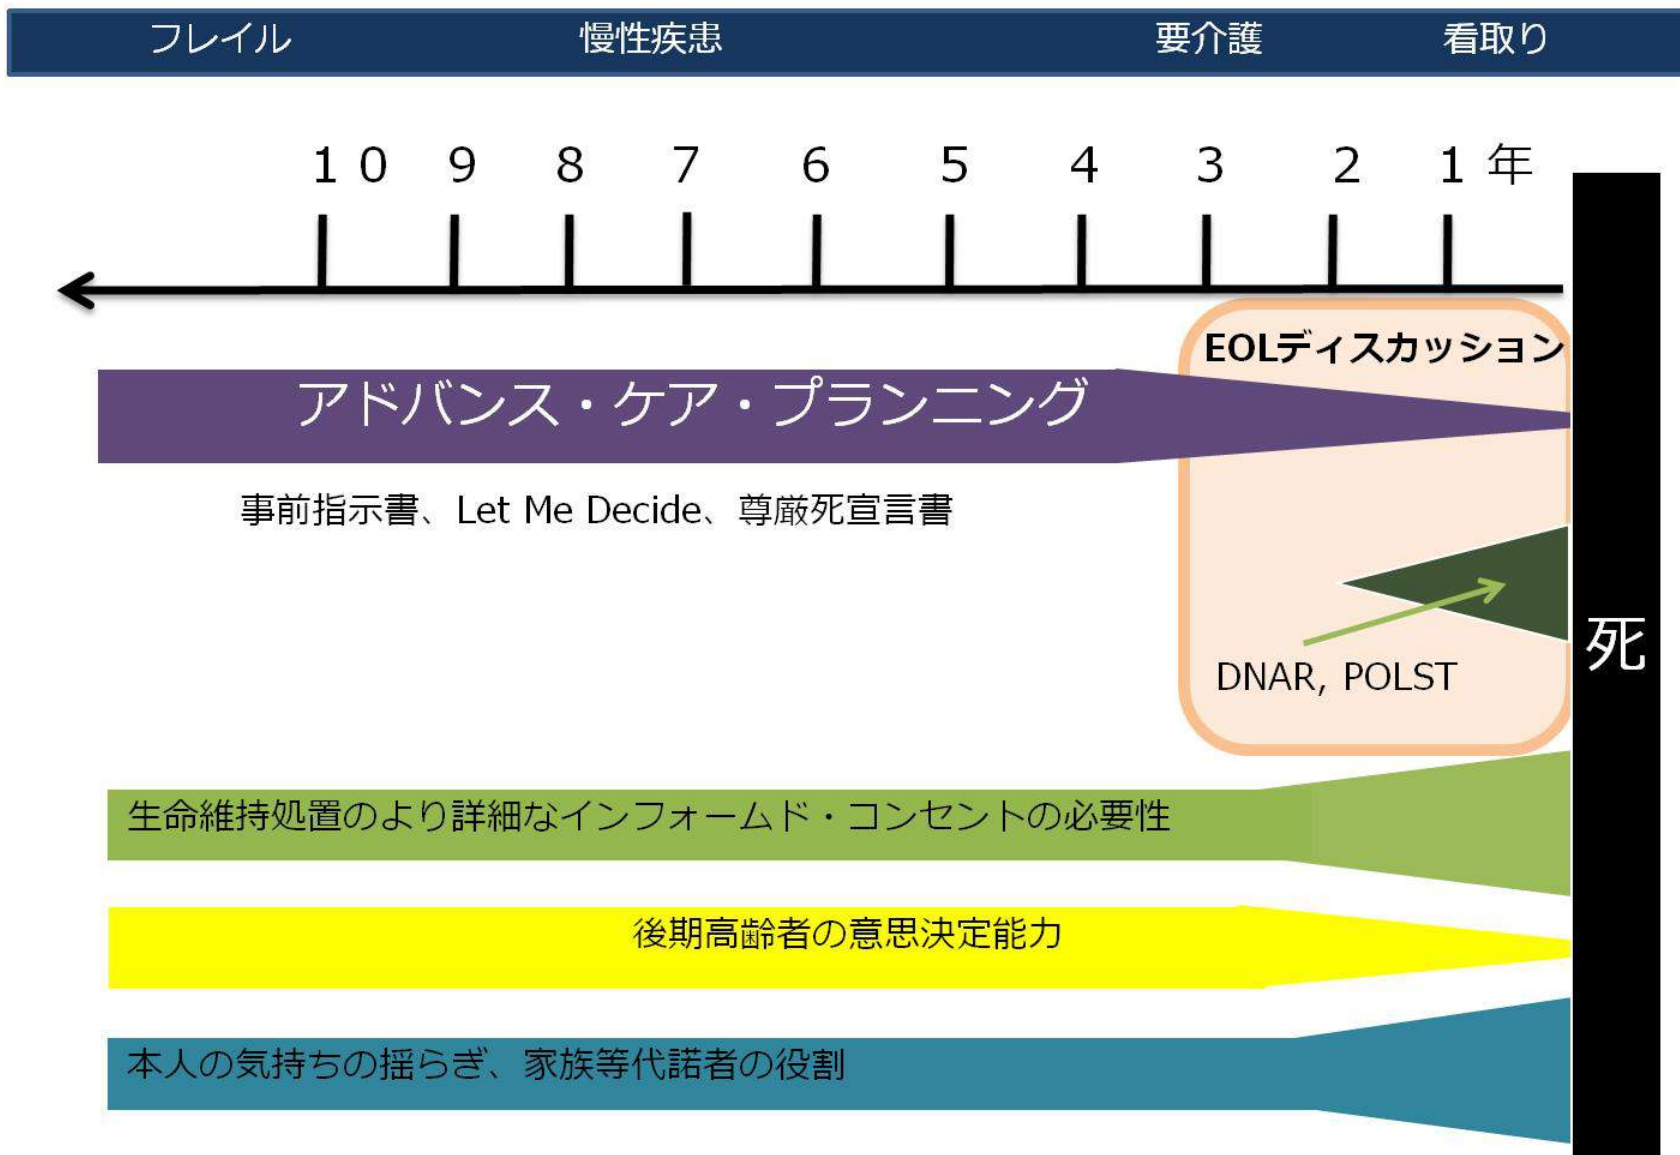 フレイル 慢性疾患 要介護 看取り
10 9 8 7 6 5 4 3 2 1 年
EOLディスカッション
アドバンス・ケア・プランニング
事前指示書、Let Me Decide、尊厳死宣言書
DNAR, POLST
死
生命維持処置のより詳細なインフォームド・コンセントの必要性
後期高齢者の意思決定能力
本人の気持ちの揺らぎ、家族等代諾者の役割